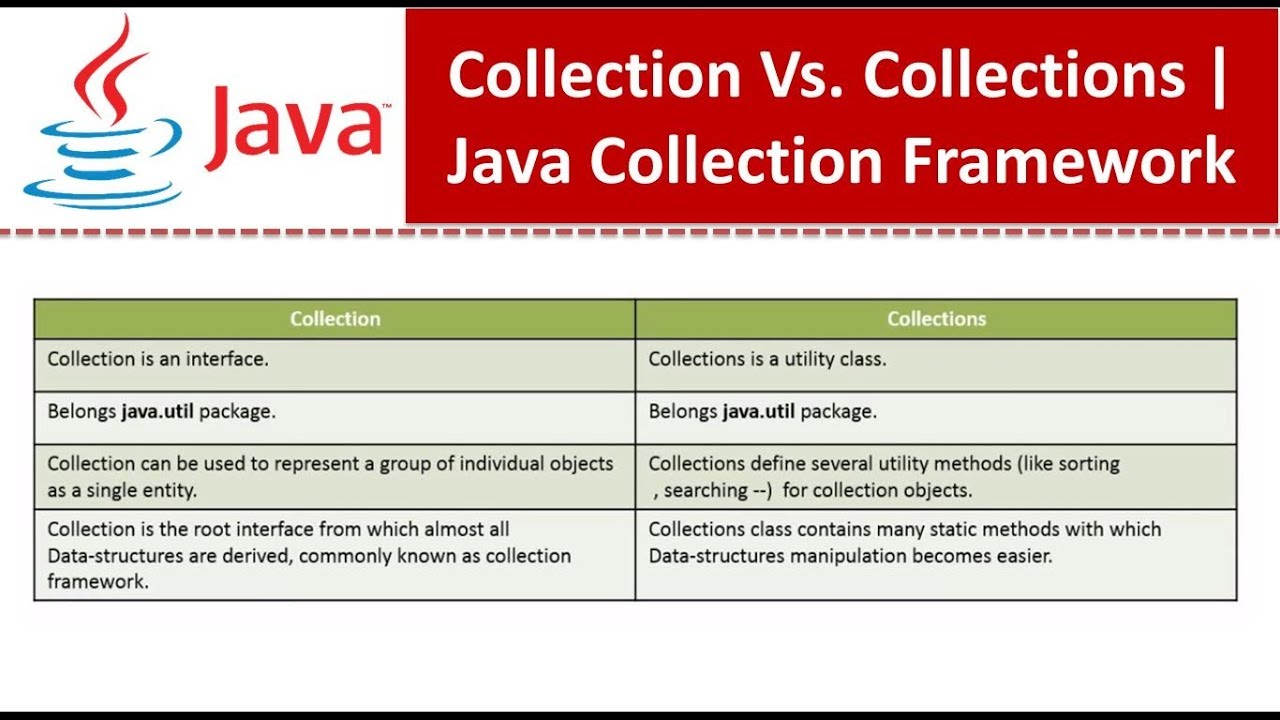 Java™
Collection Vs. Collections |
Java Collection Framework
Collection
Collections
Collection is an interface.
Collections is a utility class.
Belongs java.util package.
Belongs java.util package.
Collection can be used to represent a group of individual objects
as a single entity.
Collections define several utility methods (like sorting
, searching --) for collection objects.
Collection is the root interface from which almost all
Data-structures are derived, commonly known as collection
framework.
Collections class contains many static methods with which
Data-structures manipulation becomes easier.